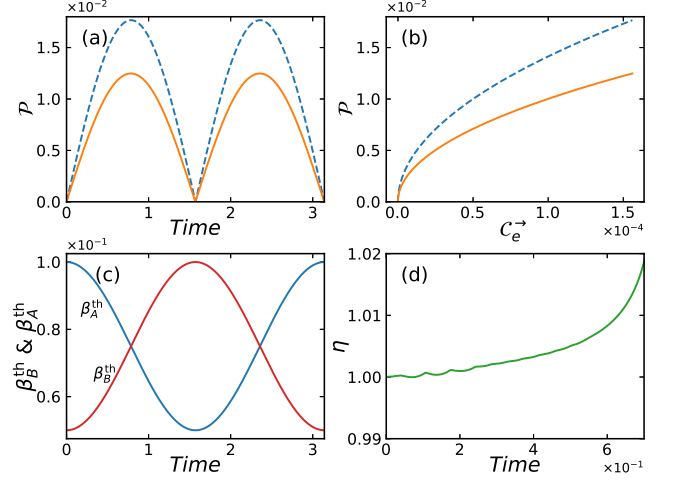 ×10⁻²
(a)
1.5
1.0
0.5
0.0
𝒫
0 1 2 3
Time
×10⁻²
(b)
1.5
1.0
0.5
0.0
𝒫
0.0 0.5 1.0 1.5
𝒞ₑ^→
×10⁻⁴
×10⁻¹
(c)
1.0
0.8
0.6
β_B^th & β_A^th
β_A^th
β_B^th
0 1 2 3
Time
(d)
1.02
1.01
1.00
0.99
η
0 2 4 6
Time
×10⁻¹